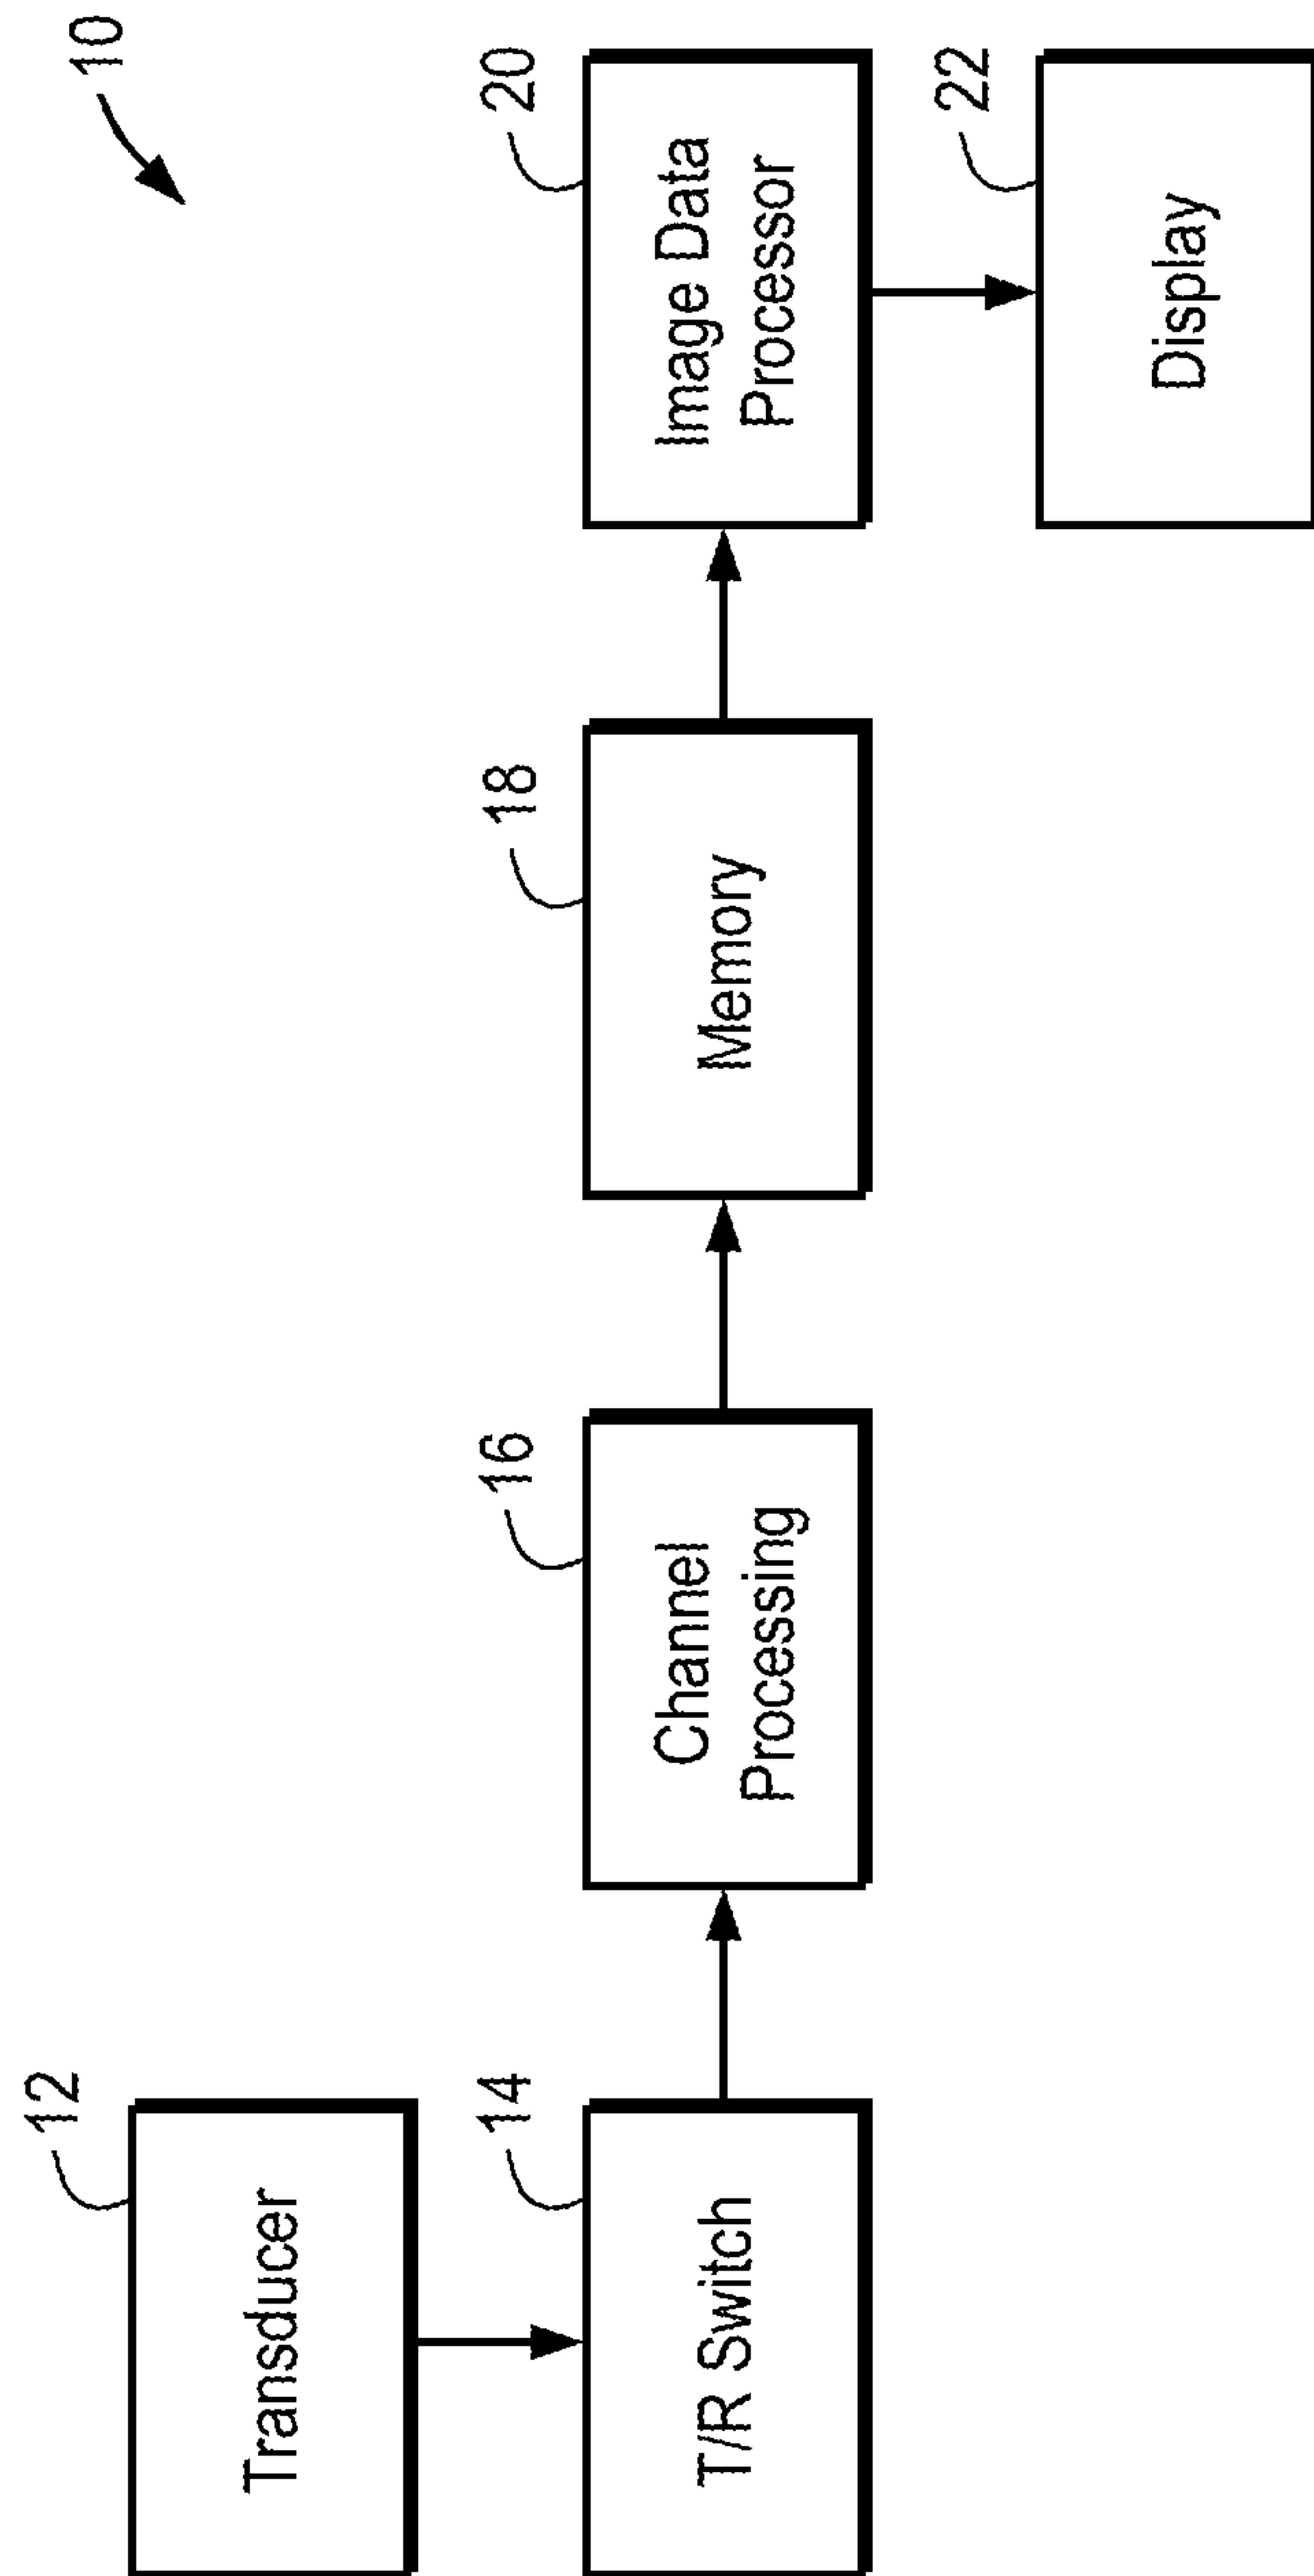 10
12
Transducer
14
T/R Switch
16
Channel
Processing
18
Memory
20
Image Data
Processor
22
Display